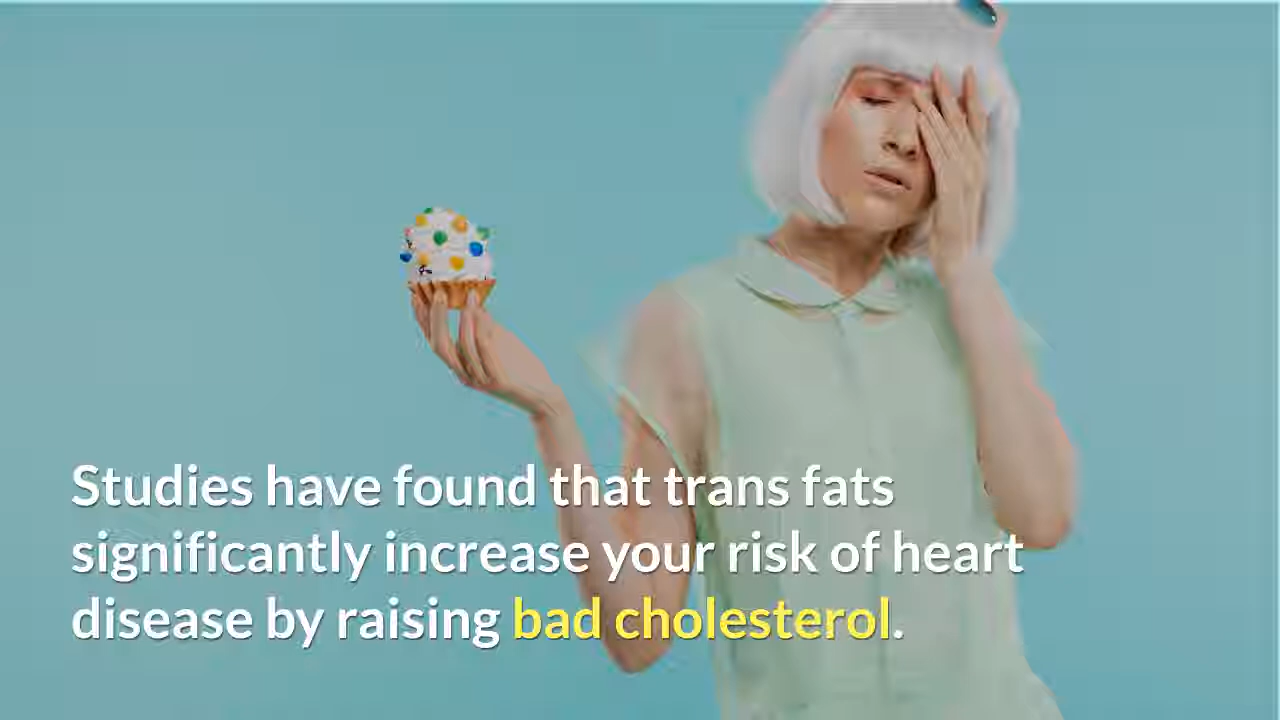 Studies have found that trans fats
significantly increase your risk of heart
disease by raising bad cholesterol.